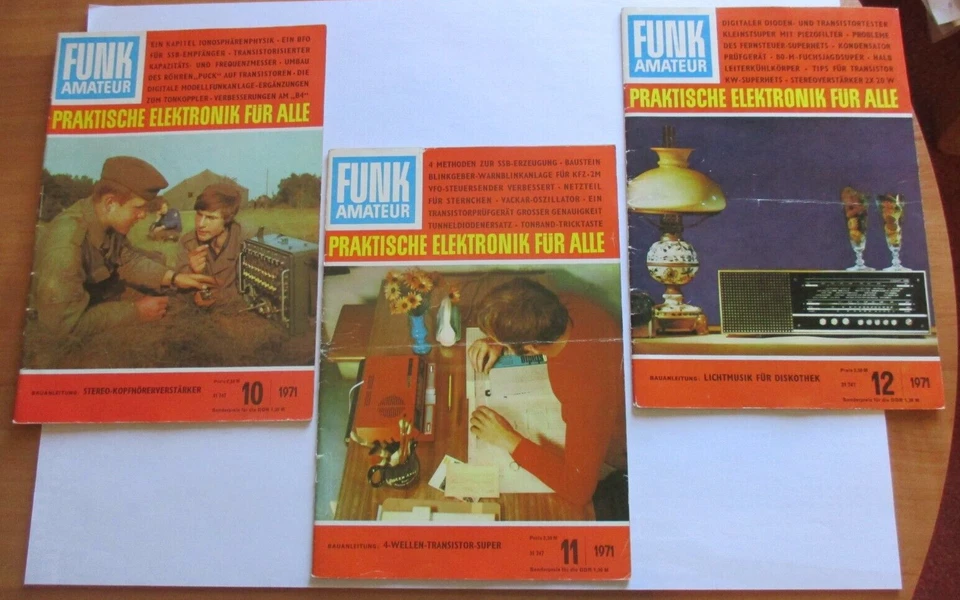 FUNK
AMATEUR
EIN KAPITEL IONOSPHÄRENPHYSIK - EIN BFO
FÜR SSB-EMPFÄNGER - TRANSISTORISIERTER
KAPAZITÄTS- UND FREQUENZMESSER - UMBAU
DES RÖHREN „PUCK" AUF TRANSISTOREN - DIE
DIGITALE MODELLFUNKANLAGE - ERGÄNZUNGEN
ZUM TONKOPPLER - VERBESSERUNGEN AM „B4"
PRAKTISCHE ELEKTRONIK FÜR ALLE
BAUANLEITUNG: STEREO-KOPFHÖRERVERSTÄRKER
10
1971
FUNK
AMATEUR
4 METHODEN ZUR SSB-ERZEUGUNG - BAUSTEIN
BLINKGEBER-WARNBLINKANLAGE FÜR KFZ - 2M
VFO-STEUERSENDER VERBESSERT - NETZTEIL
FÜR STERNCHEN - VACKAR-OSZILLATOR - EIN
TRANSISTORPRÜFGERÄT GROSSER GENAUIGKEIT
TUNNELDIODENERSATZ - TONBAND-TRICKTASTE
PRAKTISCHE ELEKTRONIK FÜR ALLE
BAUANLEITUNG: 4-WELLEN-TRANSISTOR-SUPER
11
1971
FUNK
AMATEUR
DIGITALER DIODEN- UND TRANSISTORTESTER
KLEINSTSUPER MIT PIEZOFILTER - PROBLEME
DES FERNSTEUER-SUPERHETS - KONDENSATOR
PRÜFGERÄT - 80-M-FUCHSJAGDSUPER - HALB
LEITERKÜHLKÖRPER - TIPS FÜR TRANSISTOR
KW-SUPERHETS - STEREOVERSTÄRKER 2X 20 W
PRAKTISCHE ELEKTRONIK FÜR ALLE
BAUANLEITUNG: LICHTMUSIK FÜR DISKOTHEK
12
1971